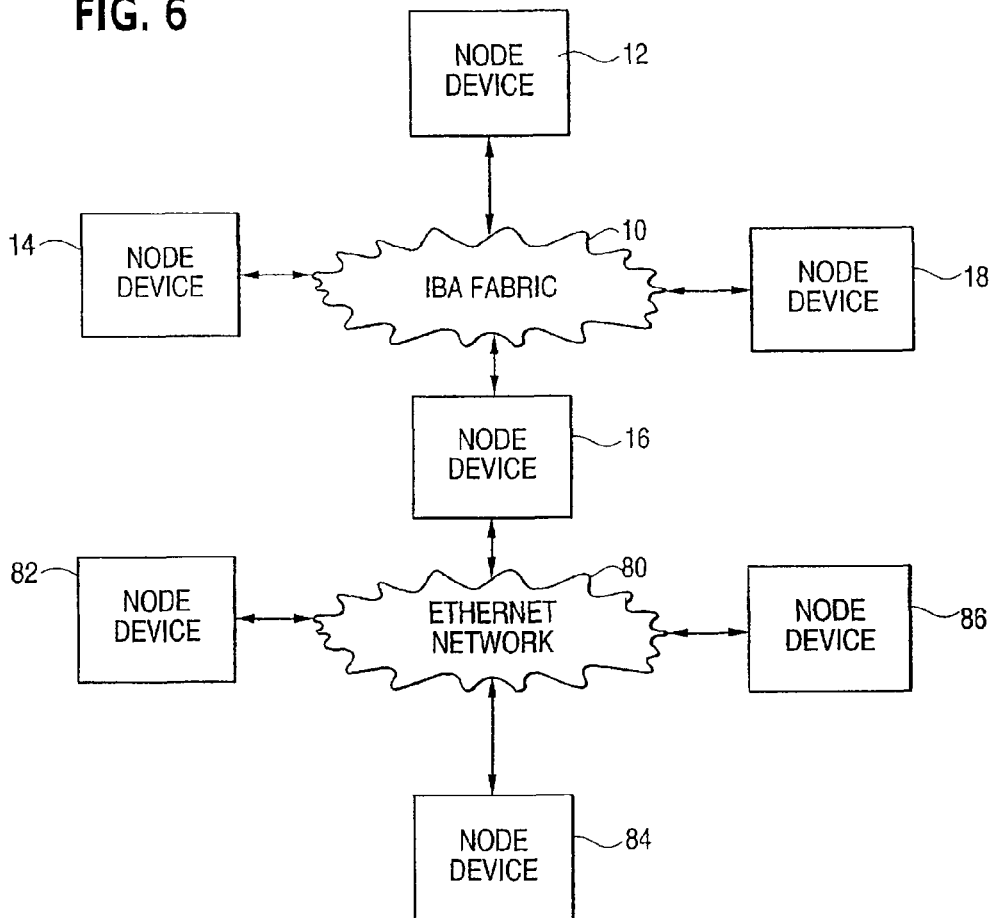 FIG. 6
NODE
DEVICE
12
14
NODE
DEVICE
10
IBA FABRIC
NODE
DEVICE
18
NODE
DEVICE
16
82
NODE
DEVICE
80
ETHERNET
NETWORK
NODE
DEVICE
86
NODE
DEVICE
84